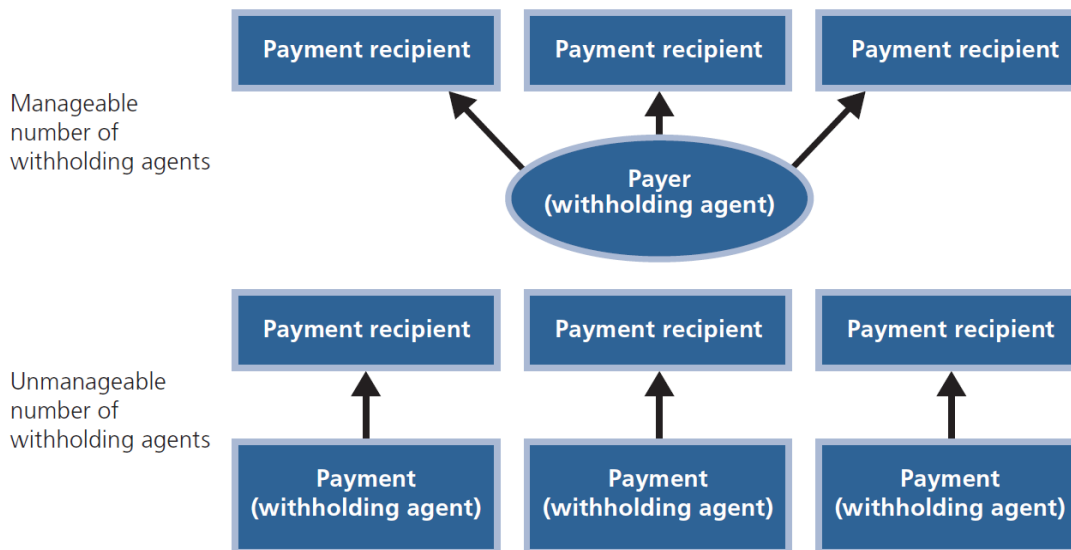 Payment recipient
Payment recipient
Payment recipient
Manageable
number of
withholding agents
Payer
(withholding agent)
Payment recipient
Payment recipient
Payment recipient
Unmanageable
number of
withholding agents
Payment
(withholding agent)
Payment
(withholding agent)
Payment
(withholding agent)